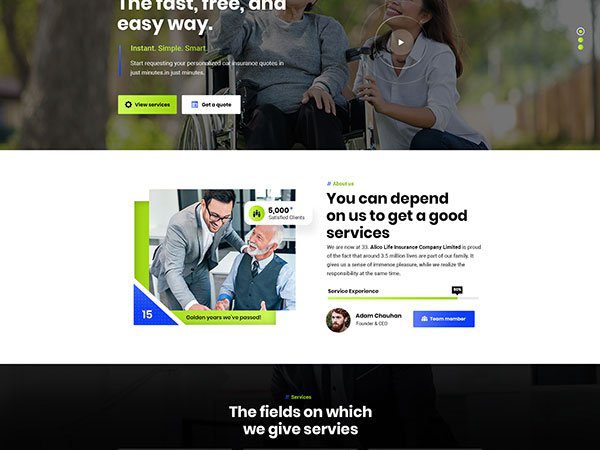 The fast, free, and
easy way.
Instant. Simple. Smart.
Start requesting your personalized car insurance quotes in
just minutes.in just minutes.
View services
Get a quote
// About us
You can depend
on us to get a good
services
We are now at 33. Alico Life Insurance Company Limited is proud
of the fact that around 3.5 million lives are part of our family. It
gives us a sense of immence pleasure, while we realize the
responsibility at the same time.
5,000+
Satisfied Clients
15
Golden years we've passed!
Service Experience
90%
Adam Chauhan
Founder & CEO
Team member
// Services
The fields on which
we give servies